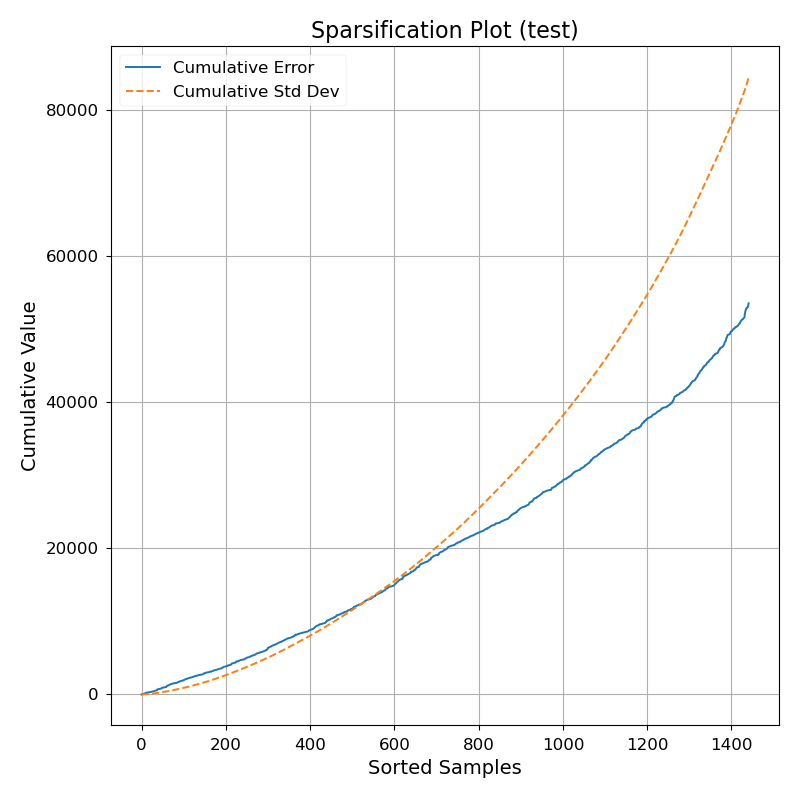 Sparsification Plot (test)
Cumulative Error
Cumulative Std Dev
80000
60000
40000
20000
0
Cumulative Value
0 200 400 600 800 1000 1200 1400
Sorted Samples